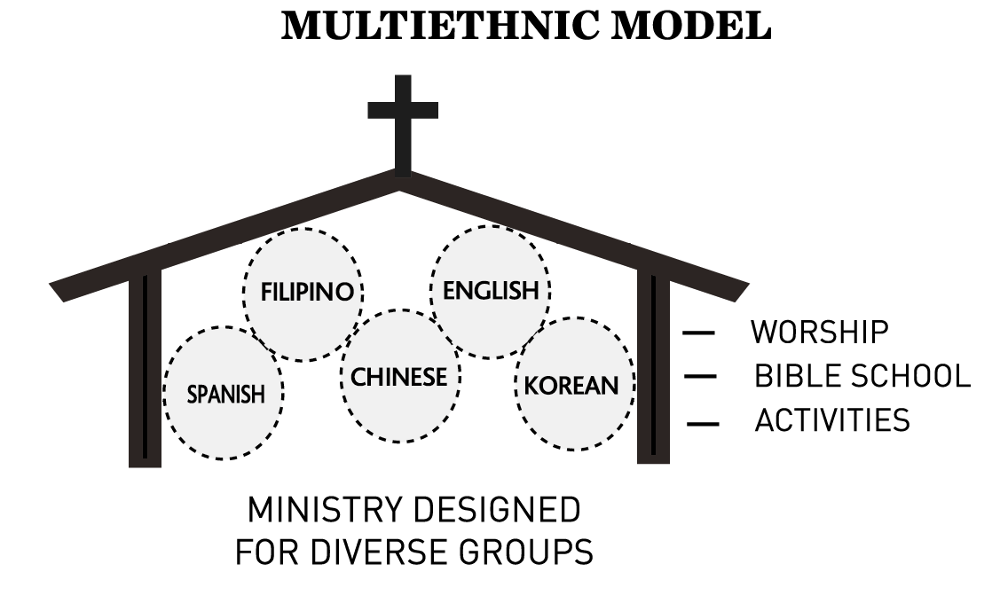 MULTIETHNIC MODEL
FILIPINO
ENGLISH
SPANISH
CHINESE
KOREAN
— WORSHIP
— BIBLE SCHOOL
— ACTIVITIES
MINISTRY DESIGNED
FOR DIVERSE GROUPS